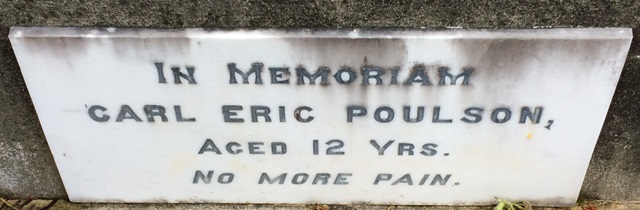 In Memoriam
CARL ERIC POULSON,
Aged 12 Yrs.
NO MORE PAIN.